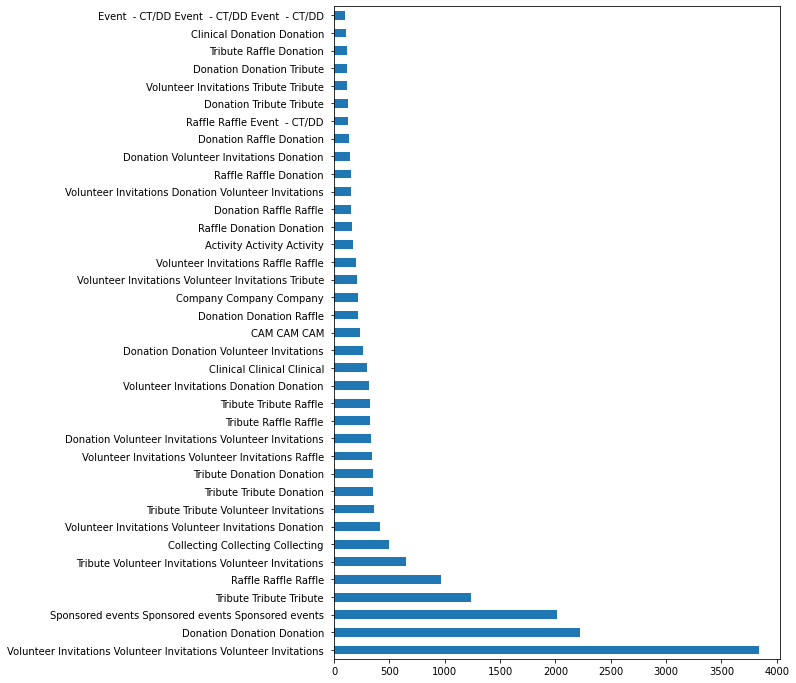 Event  - CT/DD Event  - CT/DD Event  - CT/DD
Clinical Donation Donation
Tribute Raffle Donation
Donation Donation Tribute
Volunteer Invitations Tribute Tribute
Donation Tribute Tribute
Raffle Raffle Event  - CT/DD
Donation Raffle Donation
Donation Volunteer Invitations Donation
Raffle Raffle Donation
Volunteer Invitations Donation Volunteer Invitations
Donation Raffle Raffle
Raffle Donation Donation
Activity Activity Activity
Volunteer Invitations Raffle Raffle
Volunteer Invitations Volunteer Invitations Tribute
Company Company Company
Donation Donation Raffle
CAM CAM CAM
Donation Donation Volunteer Invitations
Clinical Clinical Clinical
Volunteer Invitations Donation Donation
Tribute Tribute Raffle
Tribute Raffle Raffle
Donation Volunteer Invitations Volunteer Invitations
Volunteer Invitations Volunteer Invitations Raffle
Tribute Donation Donation
Tribute Tribute Donation
Tribute Tribute Volunteer Invitations
Volunteer Invitations Volunteer Invitations Donation
Collecting Collecting Collecting
Tribute Volunteer Invitations Volunteer Invitations
Raffle Raffle Raffle
Tribute Tribute Tribute
Sponsored events Sponsored events Sponsored events
Donation Donation Donation
Volunteer Invitations Volunteer Invitations Volunteer Invitations
0 500 1000 1500 2000 2500 3000 3500 4000